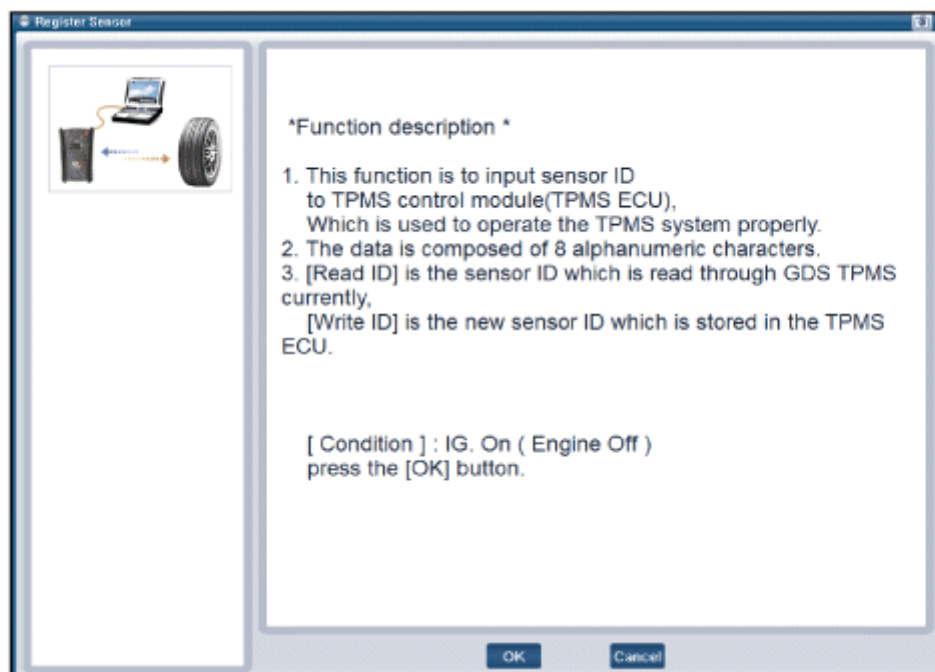 Register Sensor
*Function description *
1. This function is to input sensor ID
to TPMS control module(TPMS ECU),
Which is used to operate the TPMS system properly.
2. The data is composed of 8 alphanumeric characters.
3. [Read ID] is the sensor ID which is read through GDS TPMS
currently,
[Write ID] is the new sensor ID which is stored in the TPMS
ECU.
[ Condition ] : IG. On ( Engine Off )
press the [OK] button.
OK
Cancel